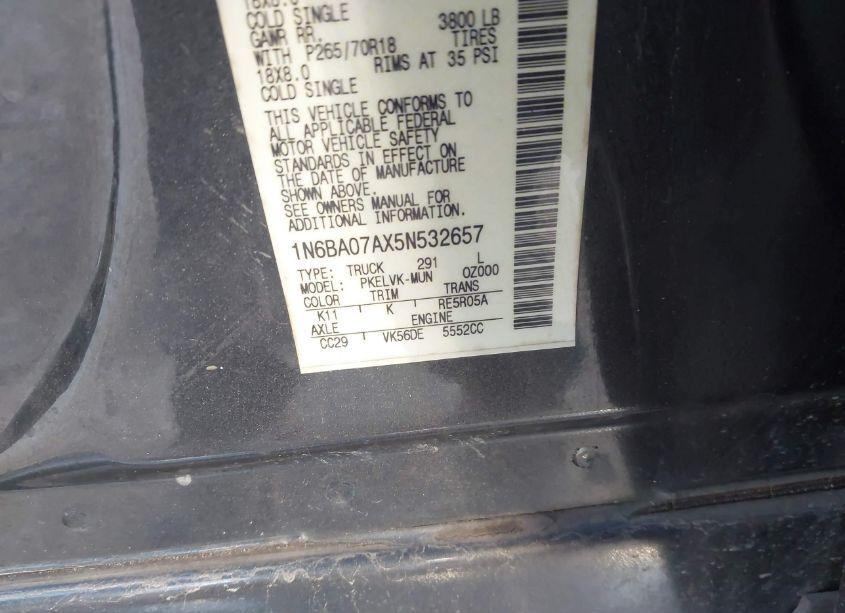 18X8.0
COLD SINGLE
GAWR RR. 3800 LB
WITH P265/70R18 TIRES
18X8.0 RIMS AT 35 PSI
COLD SINGLE
THIS VEHICLE CONFORMS TO
ALL APPLICABLE FEDERAL
MOTOR VEHICLE SAFETY
STANDARDS IN EFFECT ON
THE DATE OF MANUFACTURE
SHOWN ABOVE.
SEE OWNERS MANUAL FOR
ADDITIONAL INFORMATION.
1N6BA07AX5N532657
TYPE: TRUCK 291 L
MODEL: PKELVK-MUN OZ000
COLOR TRIM TRANS
K11 K RE5R05A
AXLE ENGINE
CC29 VK56DE 5552CC